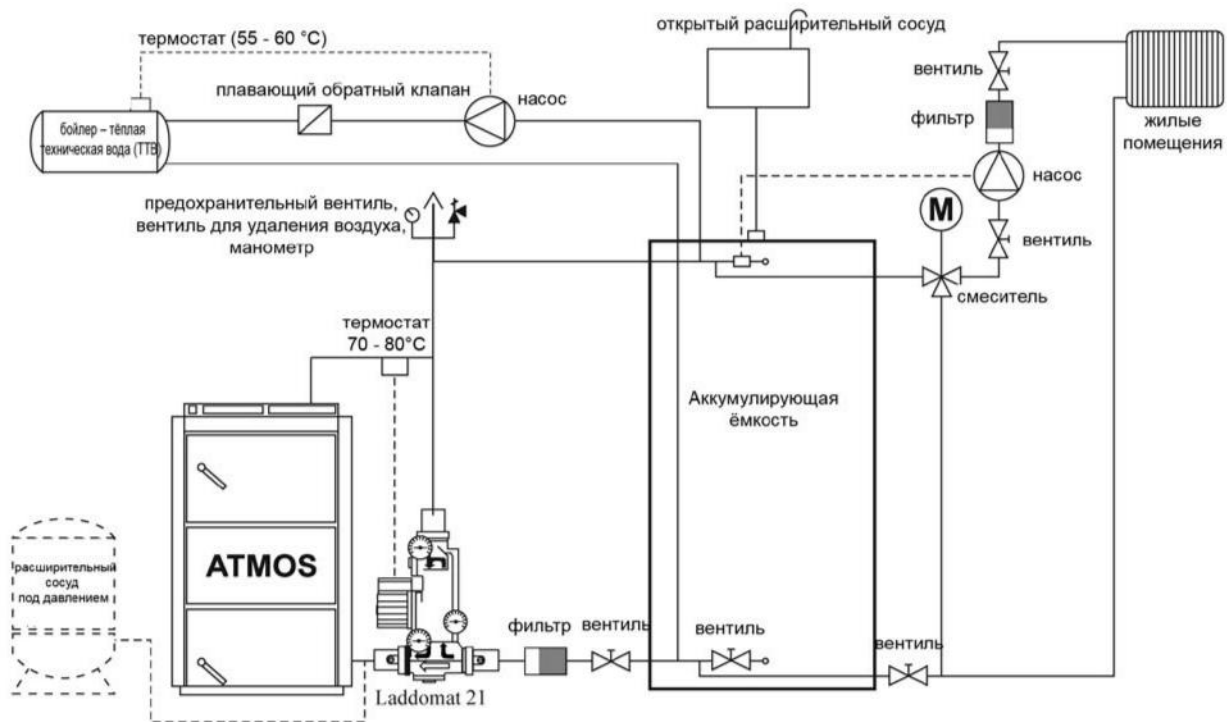 термостат (55 - 60 °C)
открытый расширительный сосуд
плавающий обратный клапан
насос
бойлер – тёплая
техническая вода (ТТВ)
вентиль
фильтр
жилые
помещения
насос
предохранительный вентиль,
вентиль для удаления воздуха,
манометр
M
вентиль
смеситель
термостат
70 - 80°C
Аккумулирующая
ёмкость
ATMOS
расширительный
сосуд
под давлением
фильтр
вентиль
вентиль
вентиль
Laddomat 21